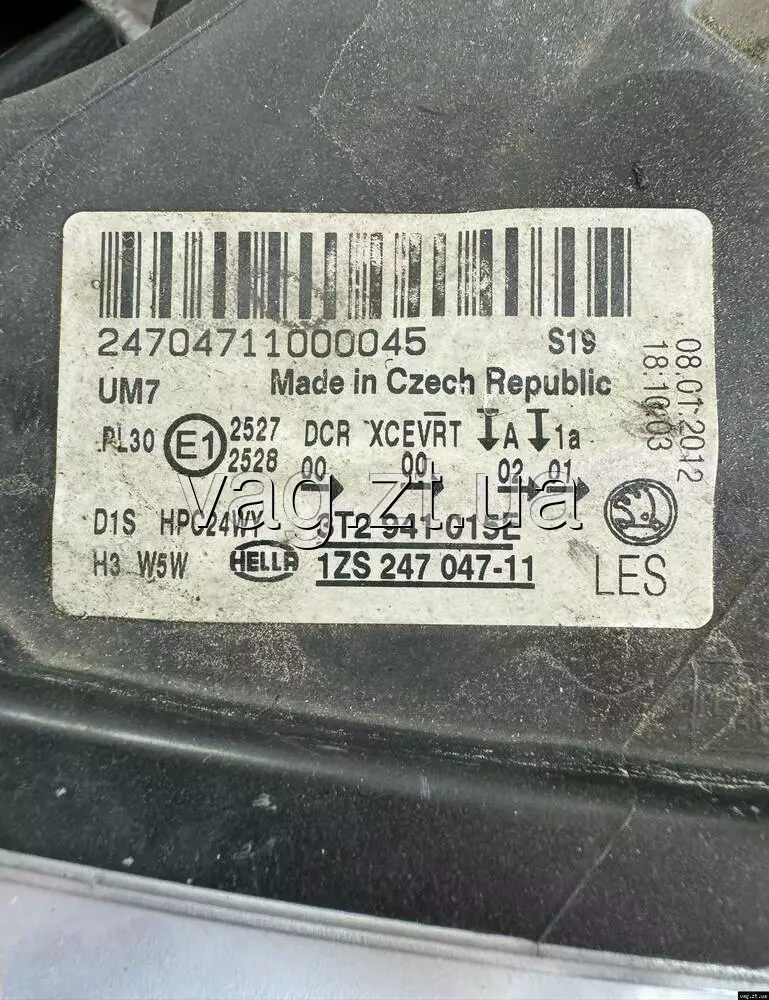 24704711000045 S19
UM7 Made in Czech Republic
PL30 E1 2527 DCR XCEVRT A 1a
2528 00 00 02 01
D1S HPC24WY 3T2 941 015E
H3 W5W HELLA 1ZS 247 047-11 LES
08.01.2012
18:10:03
vag.zt.ua
vag.zt.ua